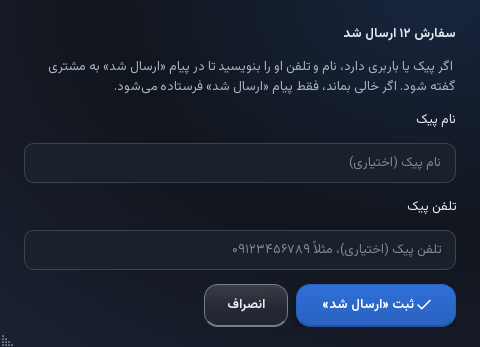 سفارش ۱۲ ارسال شد
اگر پیک یا باربری دارد، نام و تلفن او را بنویسید تا در پیام «ارسال شد» به مشتری
گفته شود. اگر خالی بماند، فقط پیام «ارسال شد» فرستاده می‌شود.
نام پیک
نام پیک (اختیاری)
تلفن پیک
تلفن پیک (اختیاری)، مثلاً ۰۹۱۲۳۴۵۶۷۸۹
ثبت «ارسال شد»
انصراف